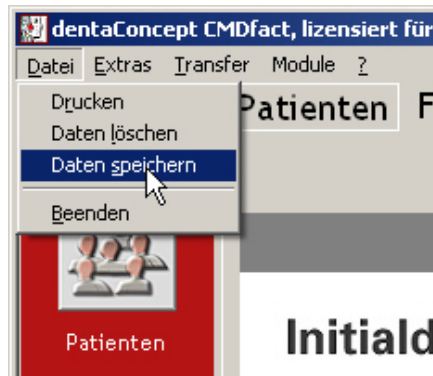 dentaConcept CMDfact, lizensiert für
Datei Extras Transfer Module ?
Drucken
Daten löschen
Daten speichern
Beenden
Patienten F
Patienten
Initiald